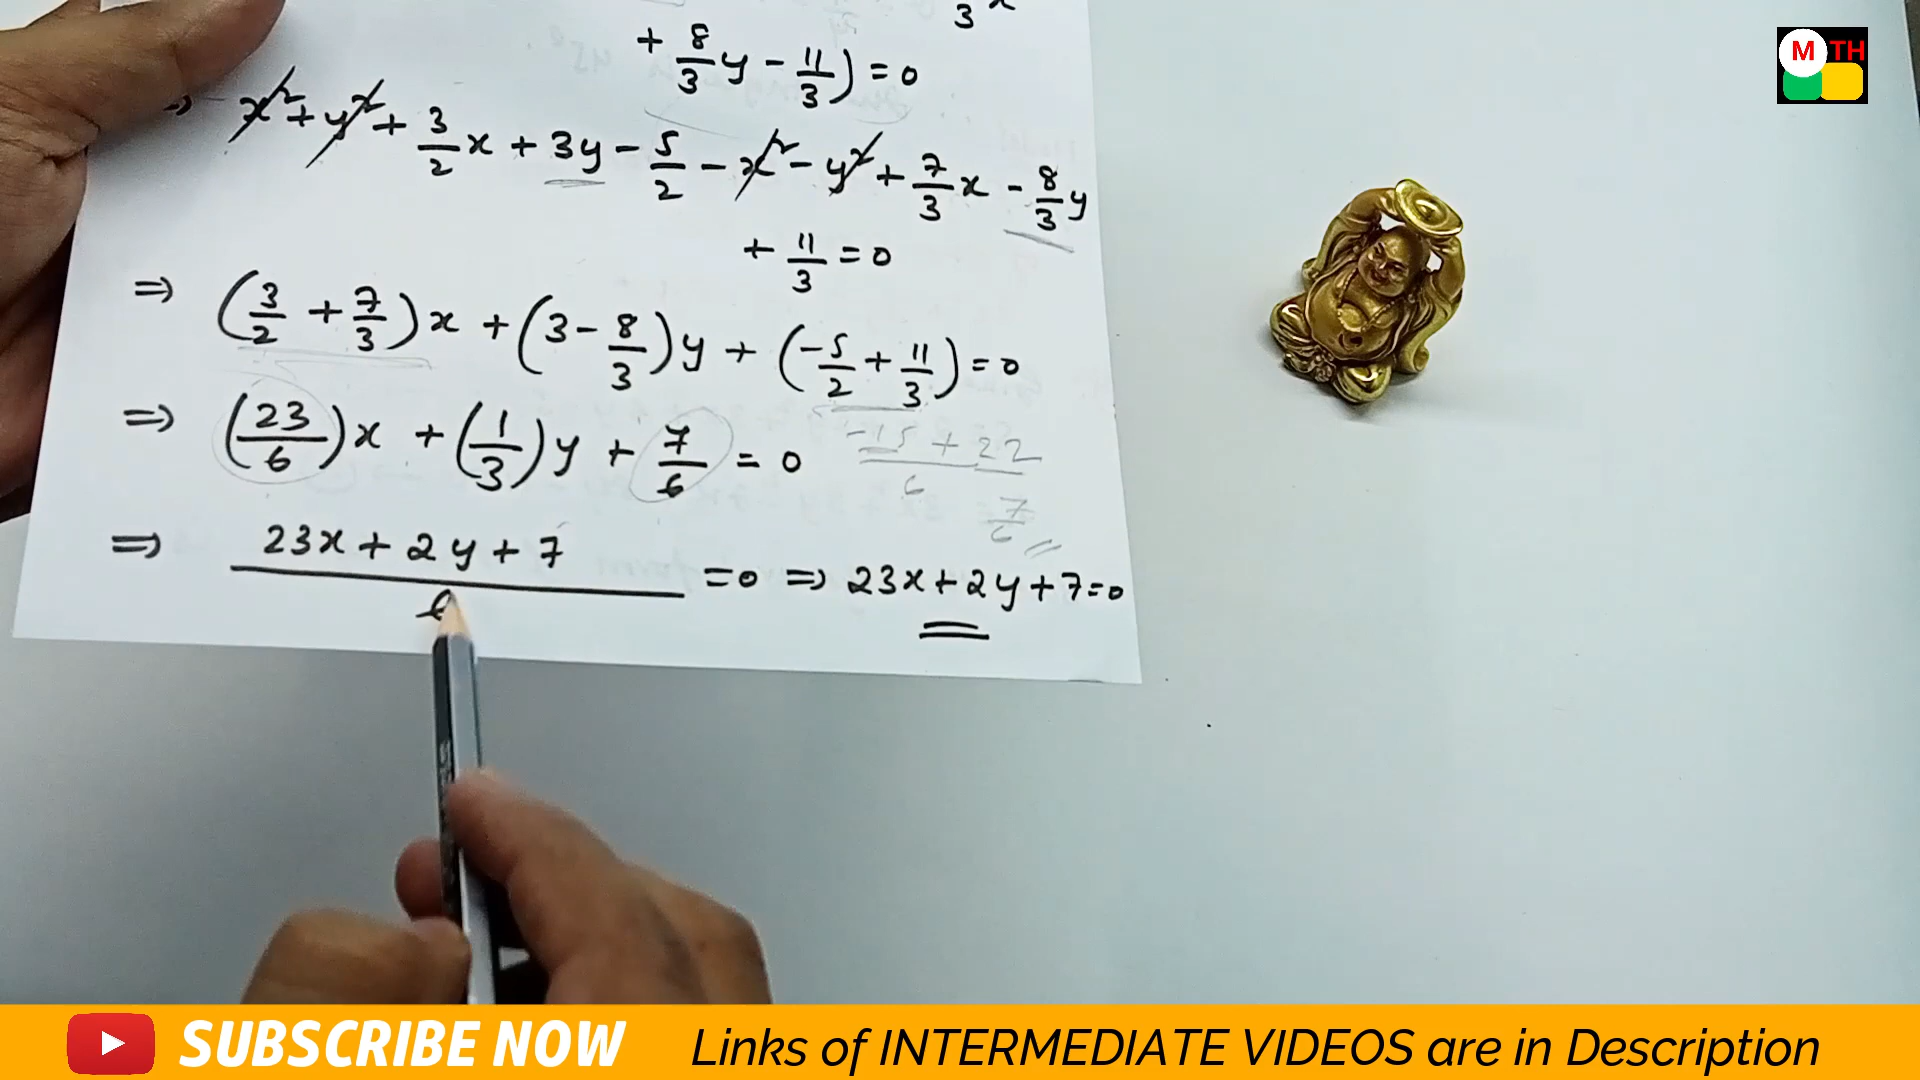 3 x
+ 8/3 y - 11/3) = 0
⇒ x² + y² + 3/2 x + 3y - 5/2 - x² - y² + 7/3 x - 8/3 y
+ 11/3 = 0
⇒ (3/2 + 7/3)x + (3 - 8/3)y + (-5/2 + 11/3) = 0
⇒ (23/6)x + (1/3)y + 7/6 = 0
-15 + 22
6
7/6
⇒ 23x + 2y + 7 / 6 = 0 ⇒ 23x + 2y + 7 = 0
M TH
SUBSCRIBE NOW
Links of INTERMEDIATE VIDEOS are in Description